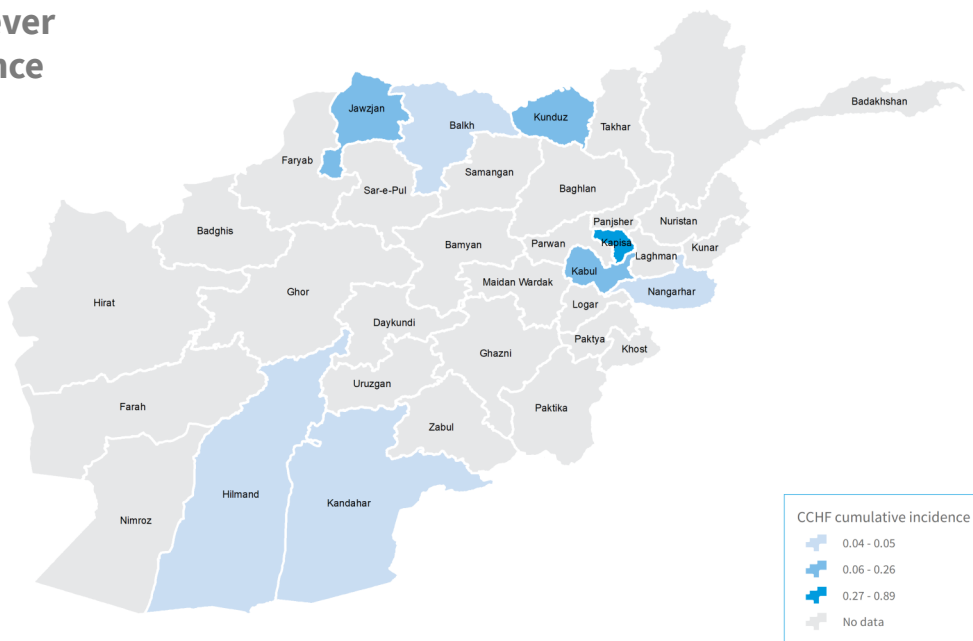 ever
nce
Jawzjan
Balkh
Kunduz
Takhar
Badakhshan
Faryab
Sar-e-Pul
Samangan
Baghlan
Badghis
Panjsher
Nuristan
Bamyan
Parwan
Kapisa
Laghman
Kunar
Hirat
Ghor
Maidan Wardak
Kabul
Nangarhar
Logar
Daykundi
Ghazni
Paktya
Khost
Uruzgan
Farah
Zabul
Paktika
Hilmand
Kandahar
Nimroz
CCHF cumulative incidence
0.04 - 0.05
0.06 - 0.26
0.27 - 0.89
No data